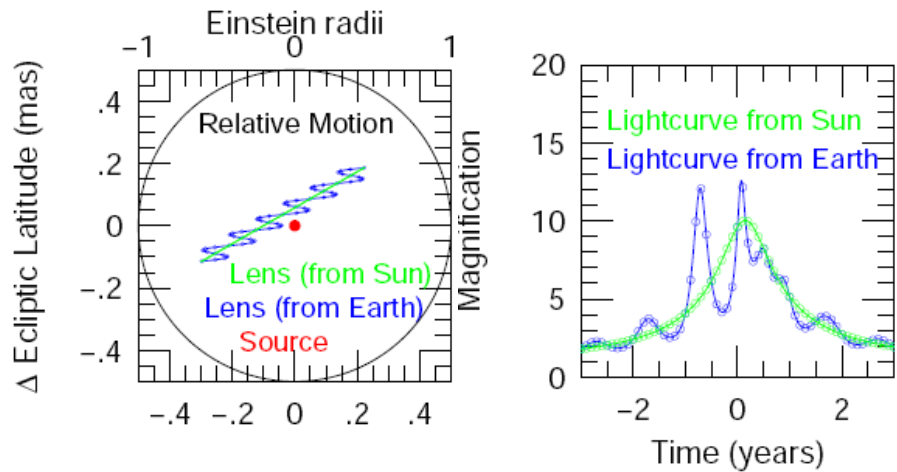 Einstein radii
−1 0 1
Δ Ecliptic Latitude (mas)
.4
.2
0
−.2
−.4
Relative Motion
Lens (from Sun)
Lens (from Earth)
Source
−.4 −.2 0 .2 .4
Magnification
20
15
10
5
0
Lightcurve from Sun
Lightcurve from Earth
−2 0 2
Time (years)